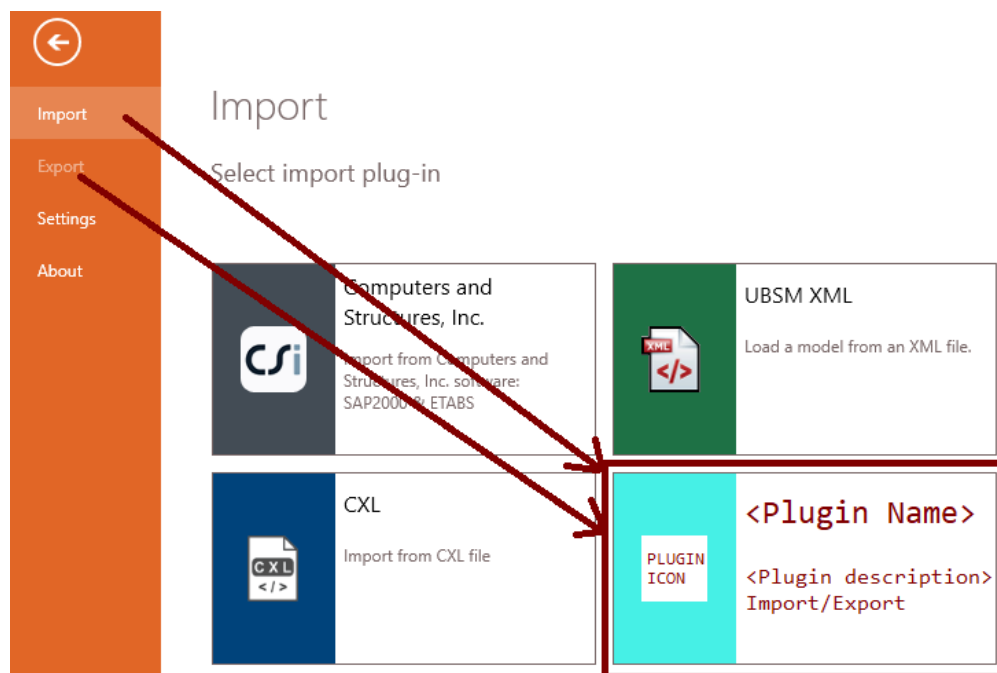 Import
Export
Settings
About
Import
Select import plug-in
CSi
Computers and
Structures, Inc.
Import from Computers and
Structures, Inc. software:
SAP2000 & ETABS
XML
</>
UBSM XML
Load a model from an XML file.
CXL
</>
CXL
Import from CXL file
PLUGIN
ICON
<Plugin Name>
<Plugin description>
Import/Export